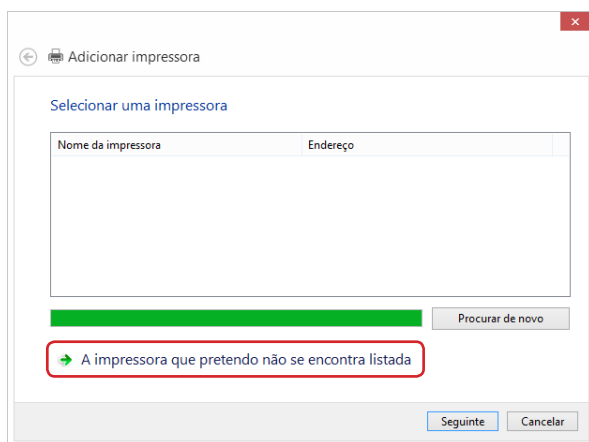 Adicionar impressora
Selecionar uma impressora
Nome da impressora Endereço
Procurar de novo
A impressora que pretendo não se encontra listada
Seguinte Cancelar